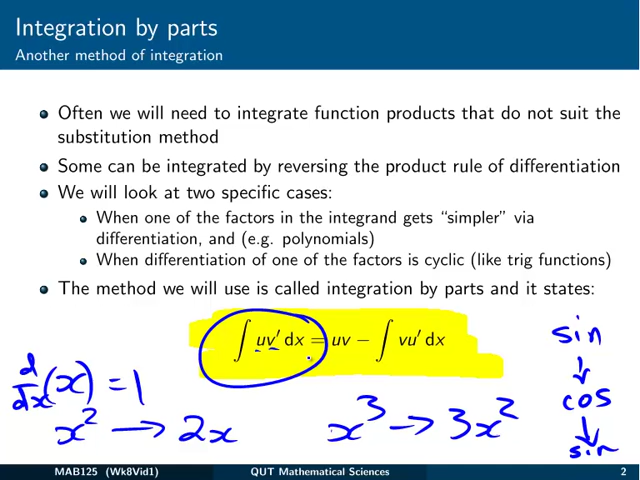 Integration by parts
Another method of integration
Often we will need to integrate function products that do not suit the
substitution method
Some can be integrated by reversing the product rule of differentiation
We will look at two specific cases:
When one of the factors in the integrand gets “simpler” via
differentiation, and (e.g. polynomials)
When differentiation of one of the factors is cyclic (like trig functions)
The method we will use is called integration by parts and it states:
∫ uv′ dx = uv − ∫ vu′ dx
sin
↓
cos
↓
sin
d/dx (x) = 1
x² → 2x
x³ → 3x²
MAB125 (Wk8Vid1) QUT Mathematical Sciences 2